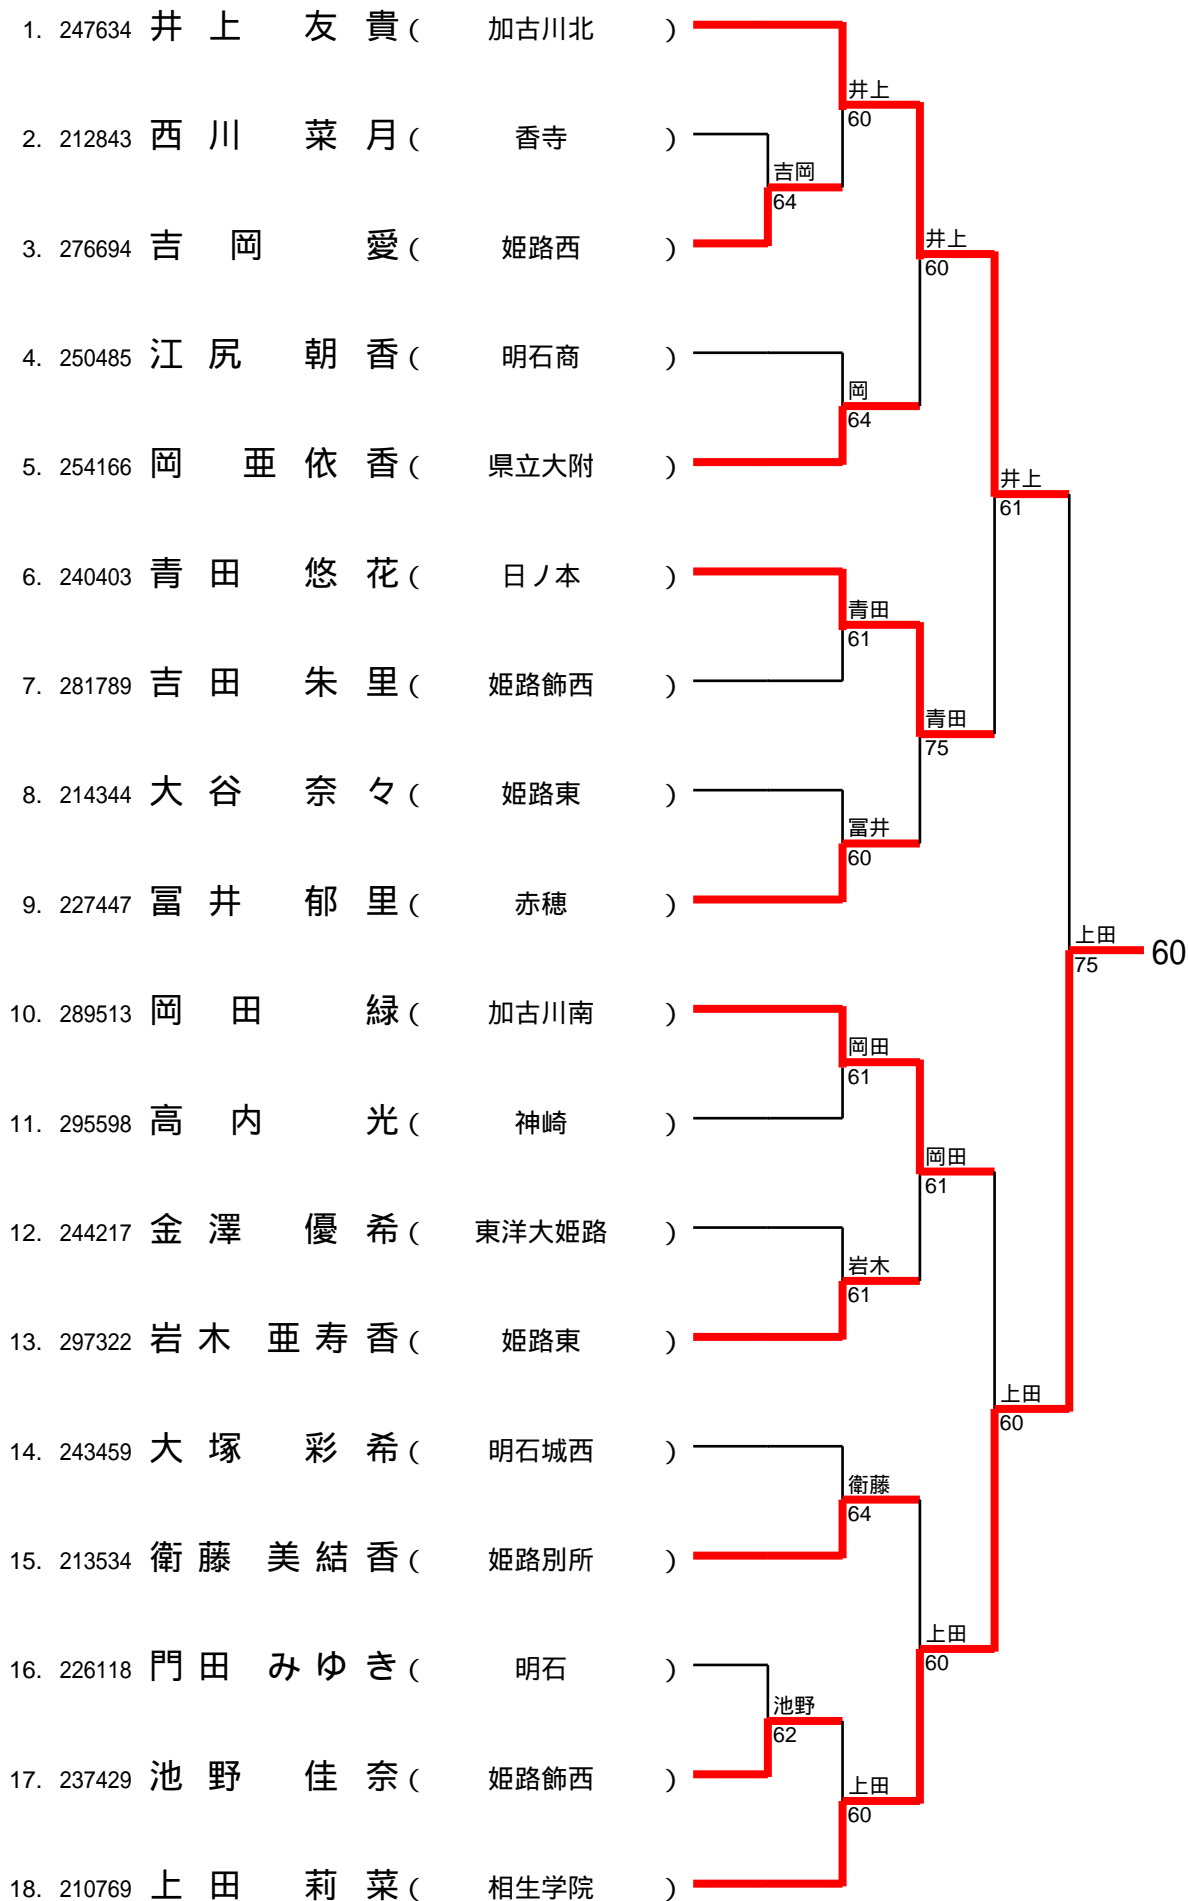 1. 247634 井上 友貴 ( 加古川北 )
井上
60
2. 212843 西川 菜月 ( 香寺 )
吉岡
64
3. 276694 吉岡 愛 ( 姫路西 )
井上
60
4. 250485 江尻 朝香 ( 明石商 )
岡
64
5. 254166 岡 亜依香 ( 県立大附 )
井上
61
6. 240403 青田 悠花 ( 日ノ本 )
青田
61
7. 281789 吉田 朱里 ( 姫路飾西 )
青田
75
8. 214344 大谷 奈々 ( 姫路東 )
冨井
60
9. 227447 冨井 郁里 ( 赤穂 )
上田
75
60
10. 289513 岡田 緑 ( 加古川南 )
岡田
61
11. 295598 高内 光 ( 神崎 )
岡田
61
12. 244217 金澤 優希 ( 東洋大姫路 )
岩木
61
13. 297322 岩木 亜寿香 ( 姫路東 )
上田
60
14. 243459 大塚 彩希 ( 明石城西 )
衛藤
64
15. 213534 衛藤 美結香 ( 姫路別所 )
上田
60
16. 226118 門田 みゆき ( 明石 )
池野
62
17. 237429 池野 佳奈 ( 姫路飾西 )
上田
60
18. 210769 上田 莉菜 ( 相生学院 )